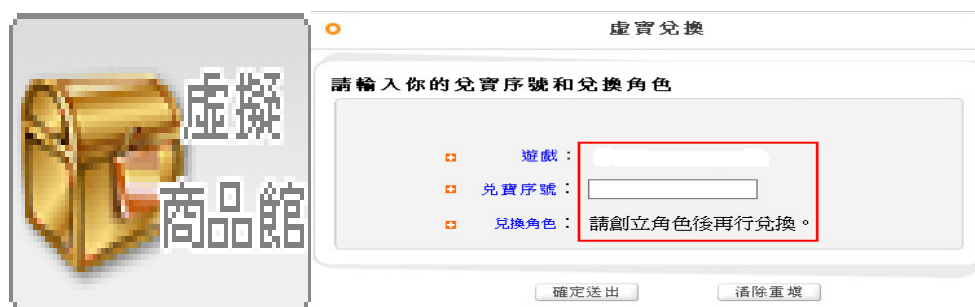 虛擬
商品館
虛寶兌換
請輸入你的兌寶序號和兌換角色
遊戲：
兌寶序號：
兌換角色：請創立角色後再行兌換。
確定送出
清除重填